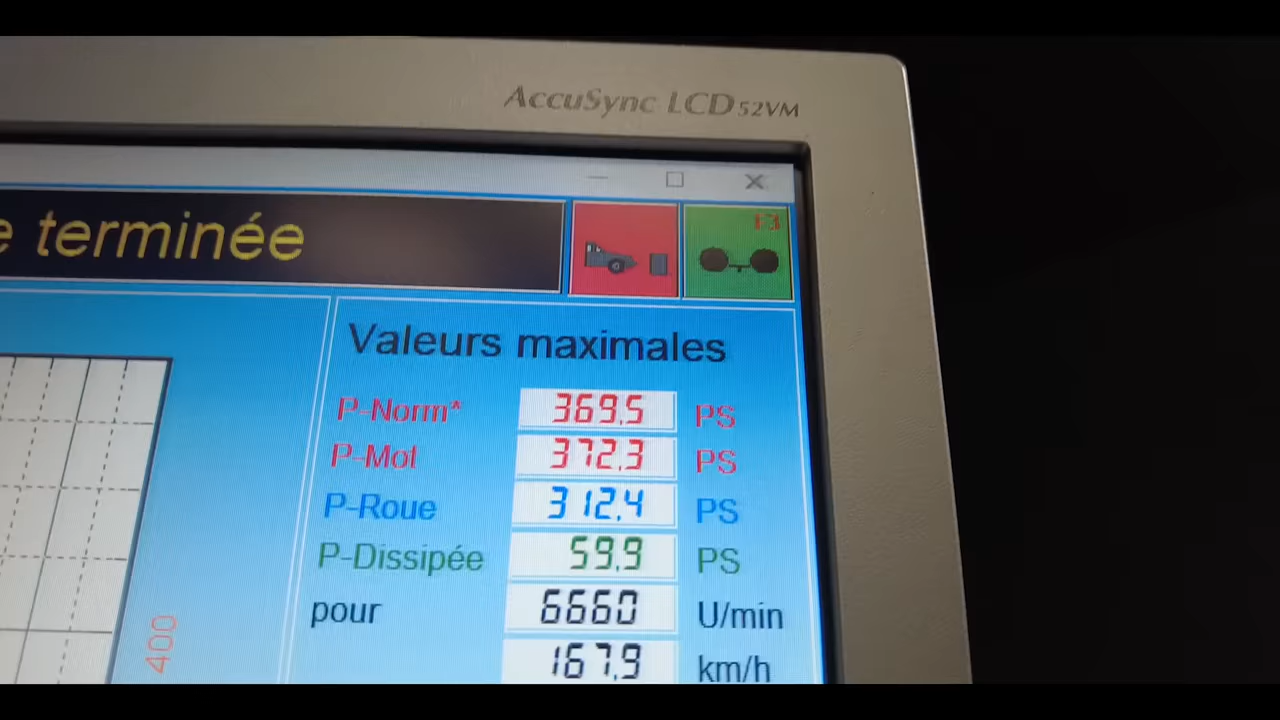 AccuSync LCD 52VM
e terminée
13
Valeurs maximales
P-Norm* 369,5 PS
P-Mot 372,3 PS
P-Roue 312,4 PS
P-Dissipée 59,9 PS
pour 6660 U/min
167,9 km/h
400